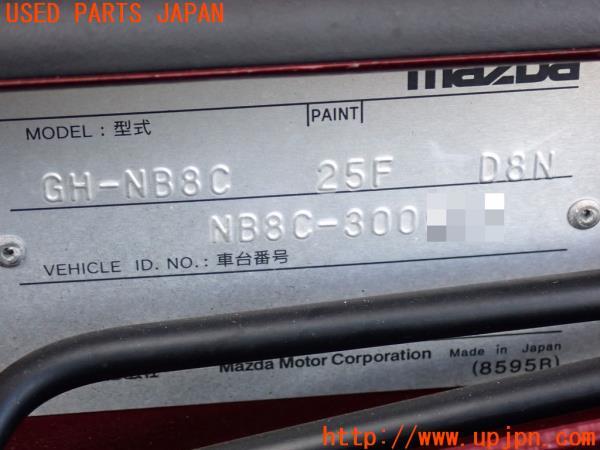 USED PARTS JAPAN
mazda
MODEL : 型式 PAINT
GH-NB8C 25F D8N
NB8C-300
VEHICLE ID. NO. : 車台番号
Mazda Motor Corporation Made in Japan
(8595R)
http://www.upjpn.com